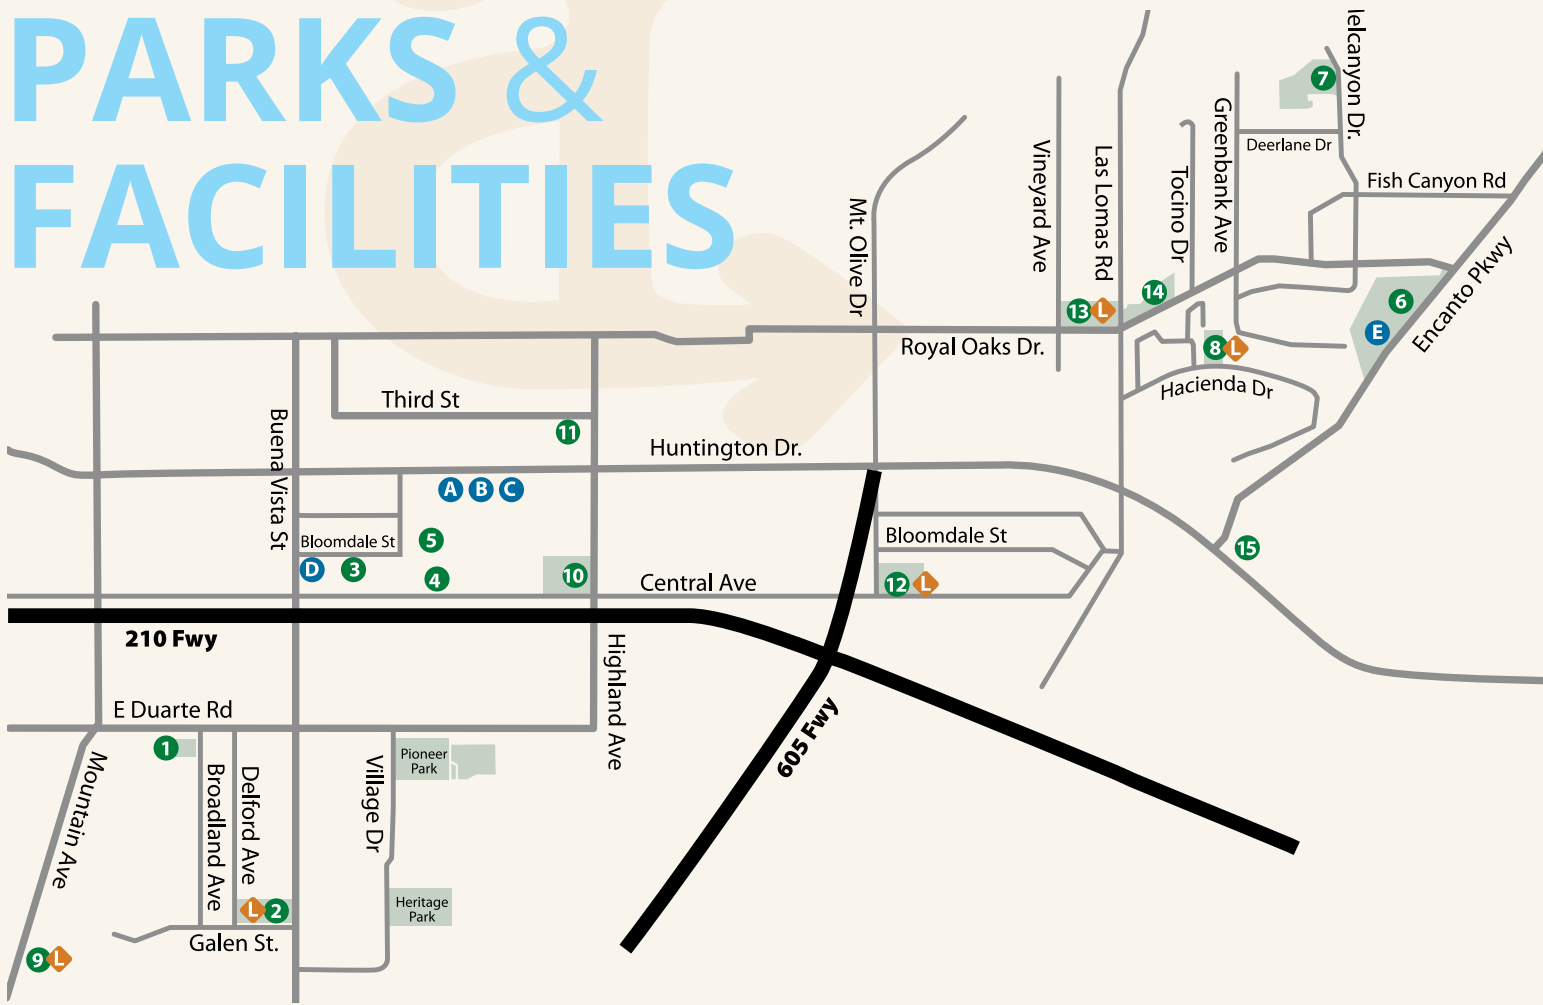 PARKS &
FACILITIES
elcanyon Dr.
7
Greenbank Ave
Deerlane Dr
Vineyard Ave
Las Lomas Rd
Tocino Dr
Fish Canyon Rd
Mt. Olive Dr
Encanto Pkwy
14
13 L
6
E
Royal Oaks Dr.
8 L
Hacienda Dr
Third St
11
Buena Vista St
Huntington Dr.
A B C
Bloomdale St
5
Bloomdale St
15
D 3 4
10
Central Ave
12 L
210 Fwy
Highland Ave
605 Fwy
E Duarte Rd
1
Mountain Ave
Broadland Ave
Delford Ave
Village Dr
Pioneer
Park
L 2
Heritage
Park
Galen St.
9 L